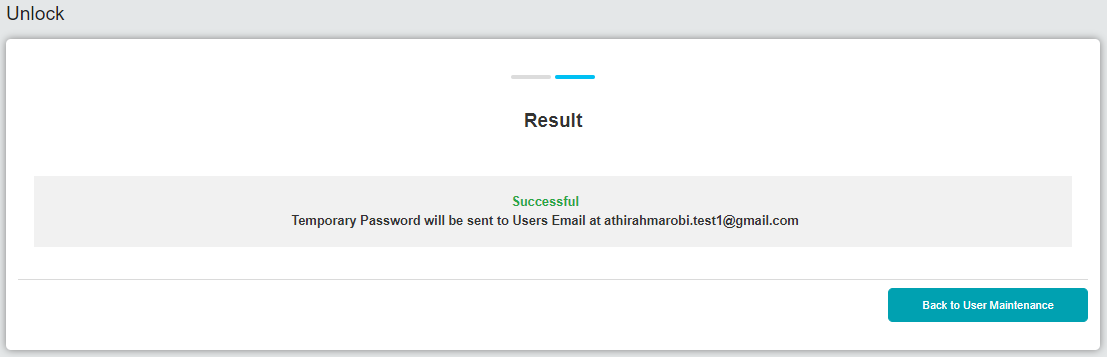 Unlock
Result
Successful
Temporary Password will be sent to Users Email at athirahmarobi.test1@gmail.com
Back to User Maintenance